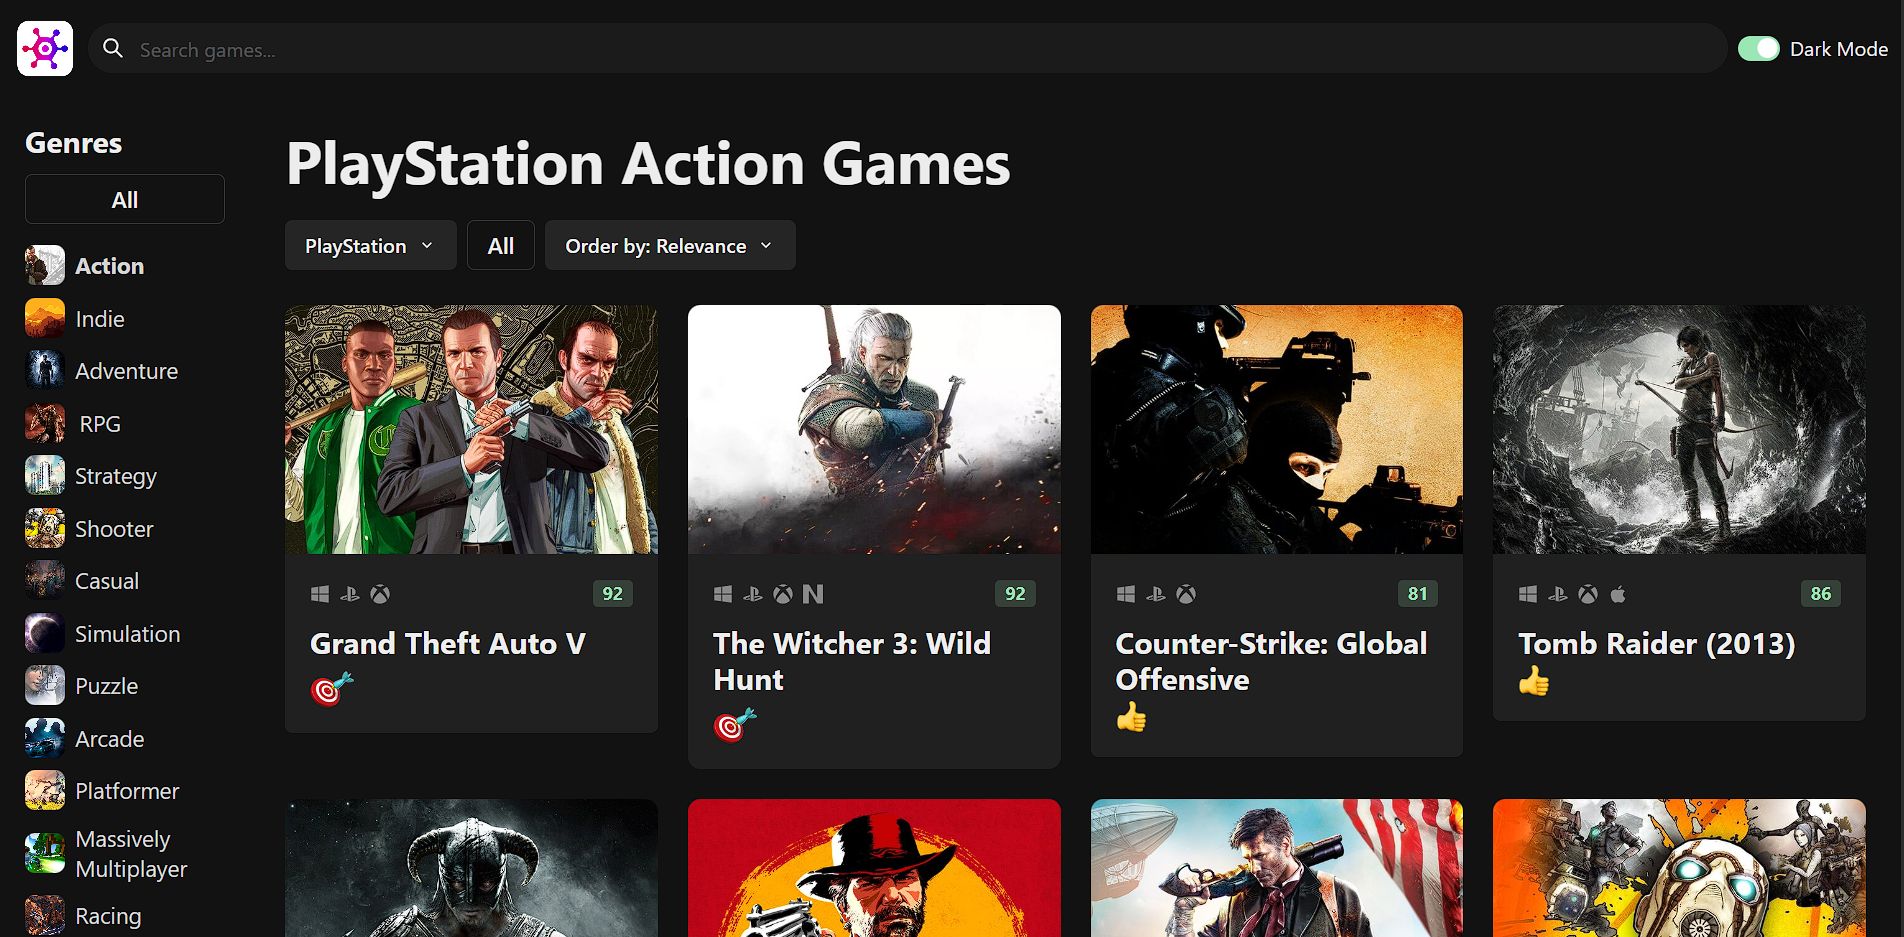 Search games...
Dark Mode
Genres
All
Action
Indie
Adventure
RPG
Strategy
Shooter
Casual
Simulation
Puzzle
Arcade
Platformer
Massively
Multiplayer
Racing
PlayStation Action Games
PlayStation
All
Order by: Relevance
92
Grand Theft Auto V
92
The Witcher 3: Wild
Hunt
81
Counter-Strike: Global
Offensive
86
Tomb Raider (2013)